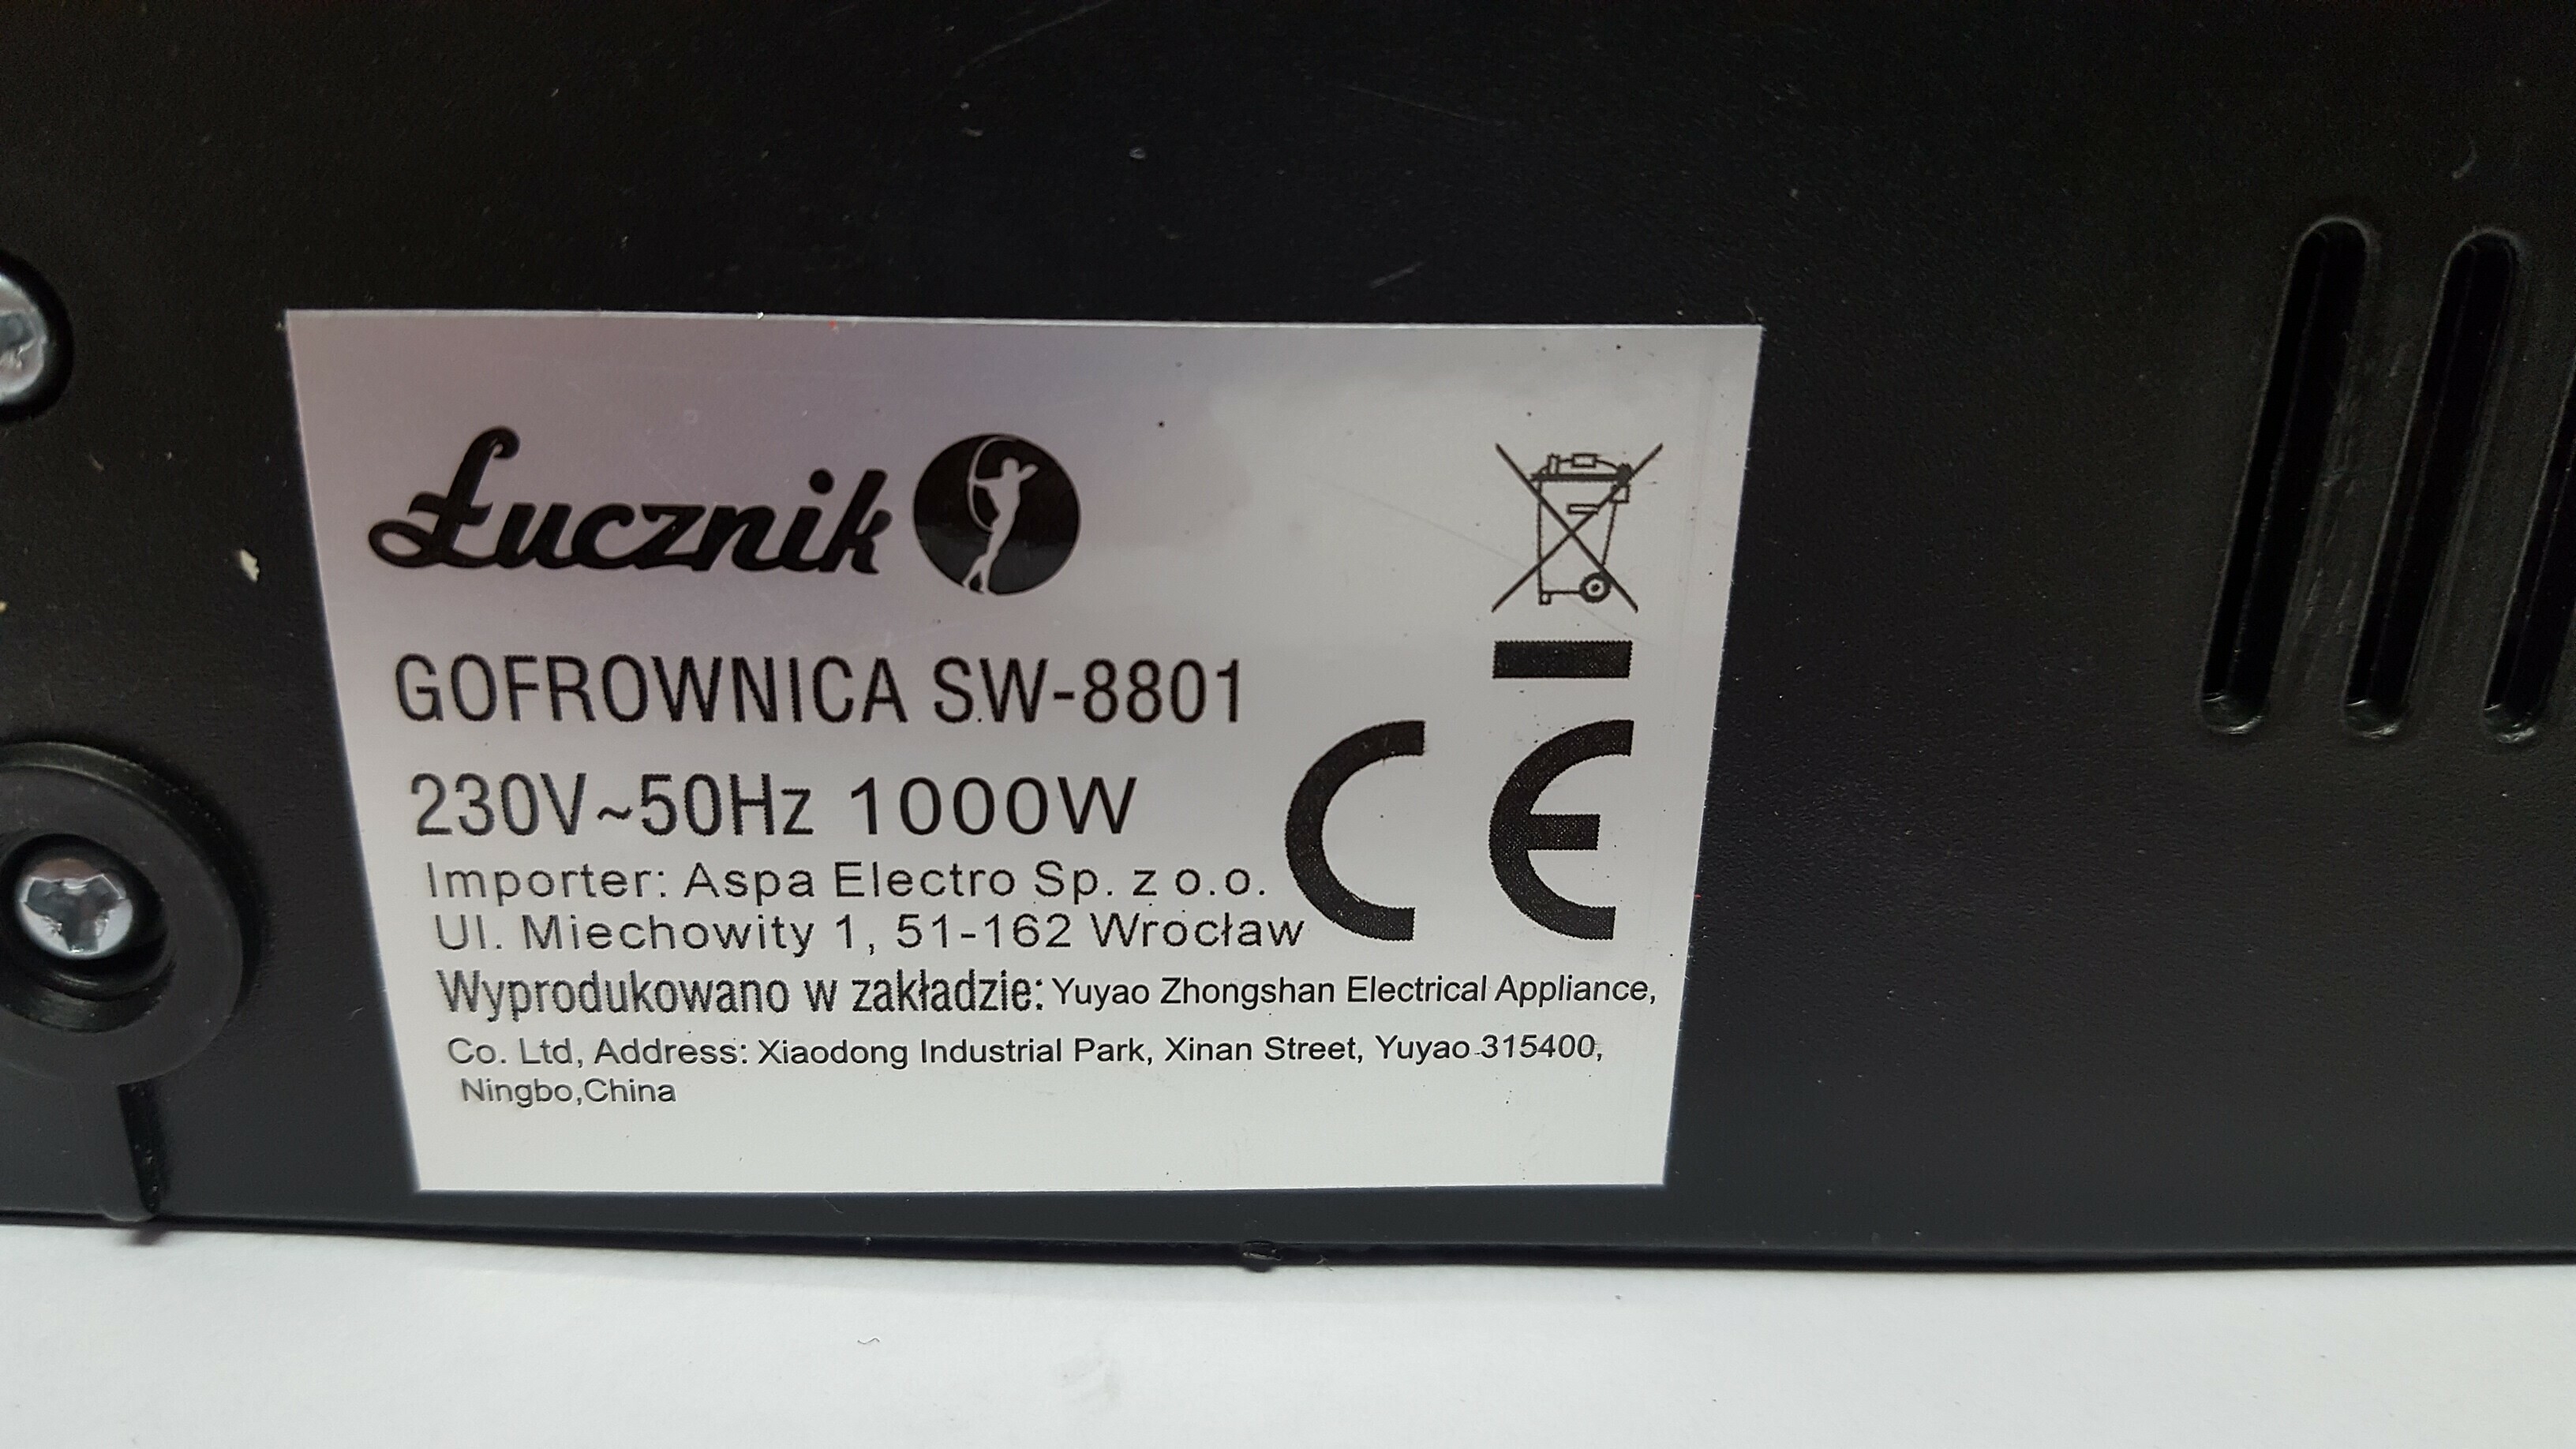 Łucznik
GOFROWNICA SW-8801
230V~50Hz 1000W
CE
Importer: Aspa Electro Sp. z o.o.
Ul. Miechowity 1, 51-162 Wrocław
Wyprodukowano w zakładzie: Yuyao Zhongshan Electrical Appliance,
Co. Ltd, Address: Xiaodong Industrial Park, Xinan Street, Yuyao 315400,
Ningbo,China